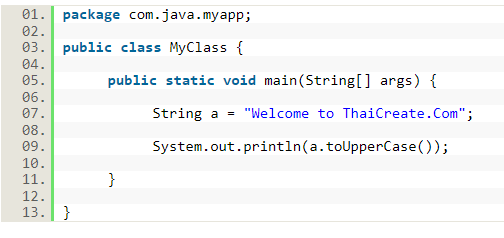 01. package com.java.myapp;
02.
03. public class MyClass {
04.
05. public static void main(String[] args) {
06.
07. String a = "Welcome to ThaiCreate.Com";
08.
09. System.out.println(a.toUpperCase());
10.
11. }
12.
13. }